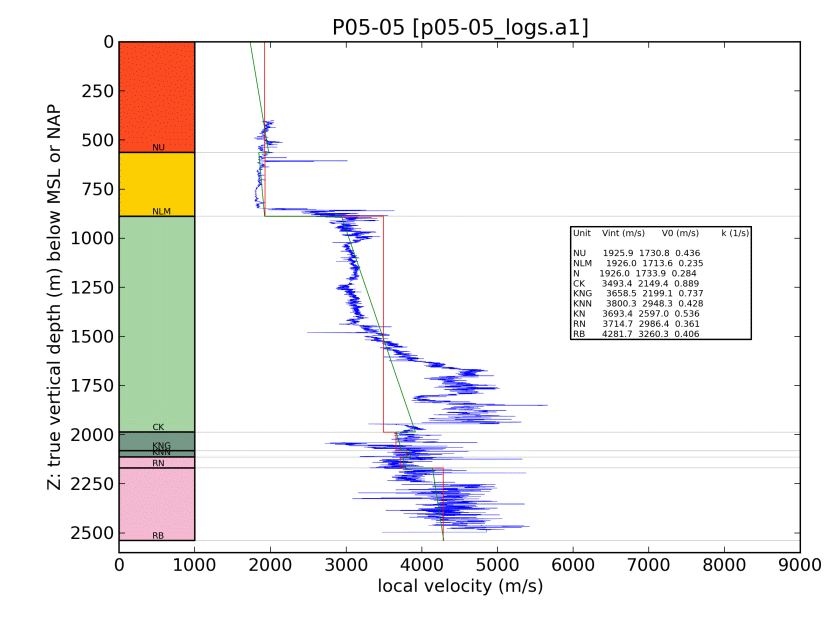 P05-05 [p05-05_logs.a1]
Z: true vertical depth (m) below MSL or NAP
0
250
500
750
1000
1250
1500
1750
2000
2250
2500
NU
NLM
CK
KNG
KNN
RN
RB
Unit Vint (m/s) V0 (m/s) k (1/s)
NU 1925.9 1730.8 0.436
NLM 1926.0 1713.6 0.235
N 1926.0 1733.9 0.284
CK 3493.4 2149.4 0.889
KNG 3658.5 2199.1 0.737
KNN 3800.3 2948.3 0.428
KN 3693.4 2597.0 0.536
RN 3714.7 2986.4 0.361
RB 4281.7 3260.3 0.406
0 1000 2000 3000 4000 5000 6000 7000 8000 9000
local velocity (m/s)